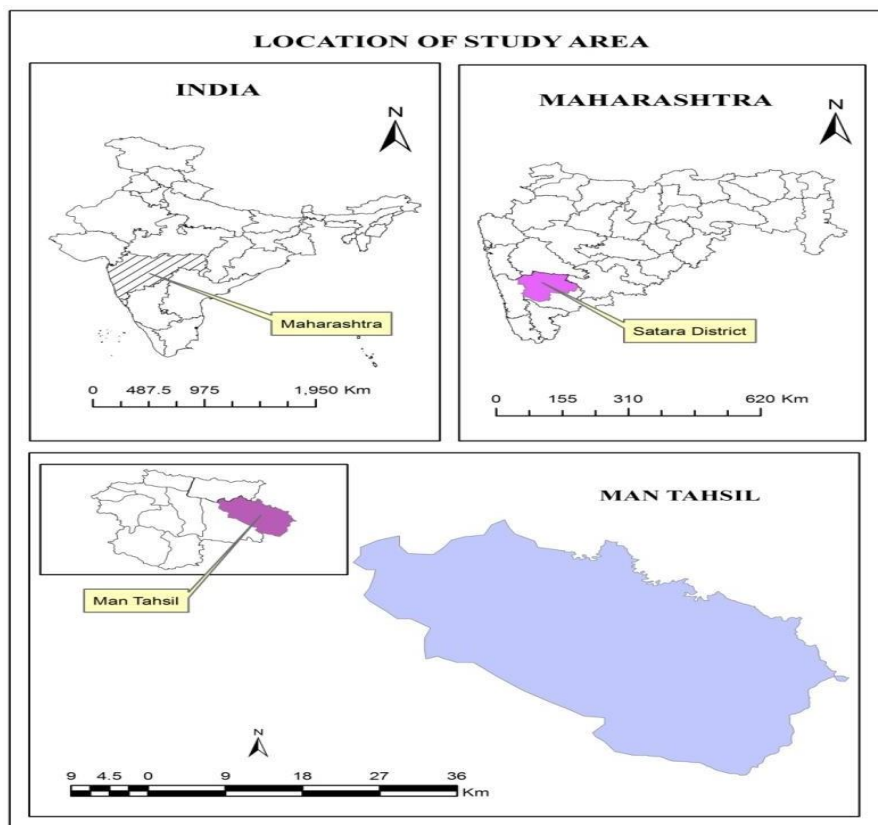 LOCATION OF STUDY AREA
INDIA
N
Maharashtra
0 487.5 975 1,950 Km
MAHARASHTRA
N
Satara District
0 155 310 620 Km
MAN TAHSIL
Man Tahsil
N
9 4.5 0 9 18 27 36
Km